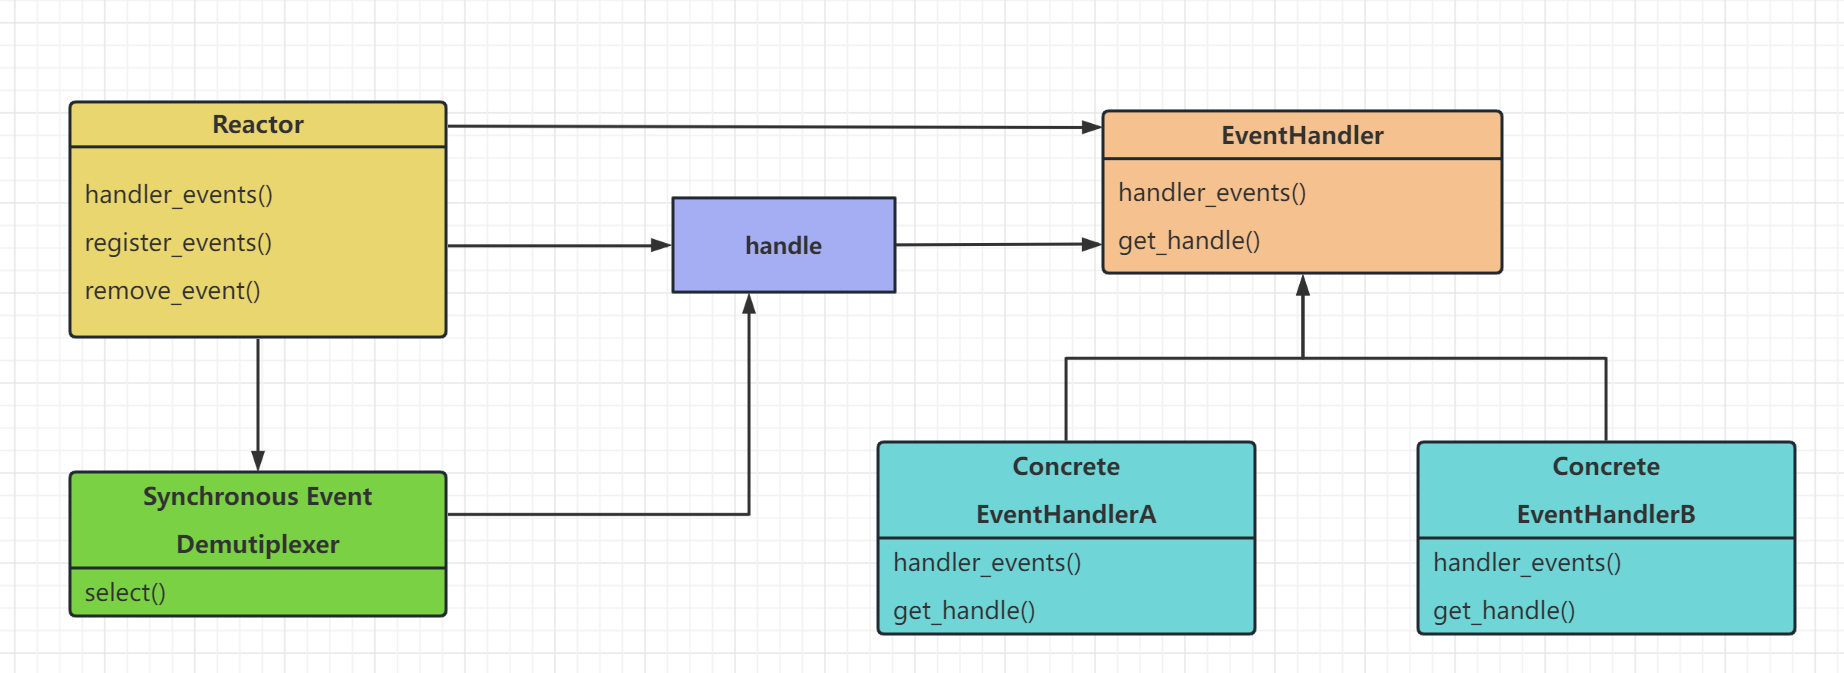 Reactor
handler_events()
register_events()
remove_event()
handle
EventHandler
handler_events()
get_handle()
Synchronous Event
Demutiplexer
select()
Concrete
EventHandlerA
handler_events()
get_handle()
Concrete
EventHandlerB
handler_events()
get_handle()